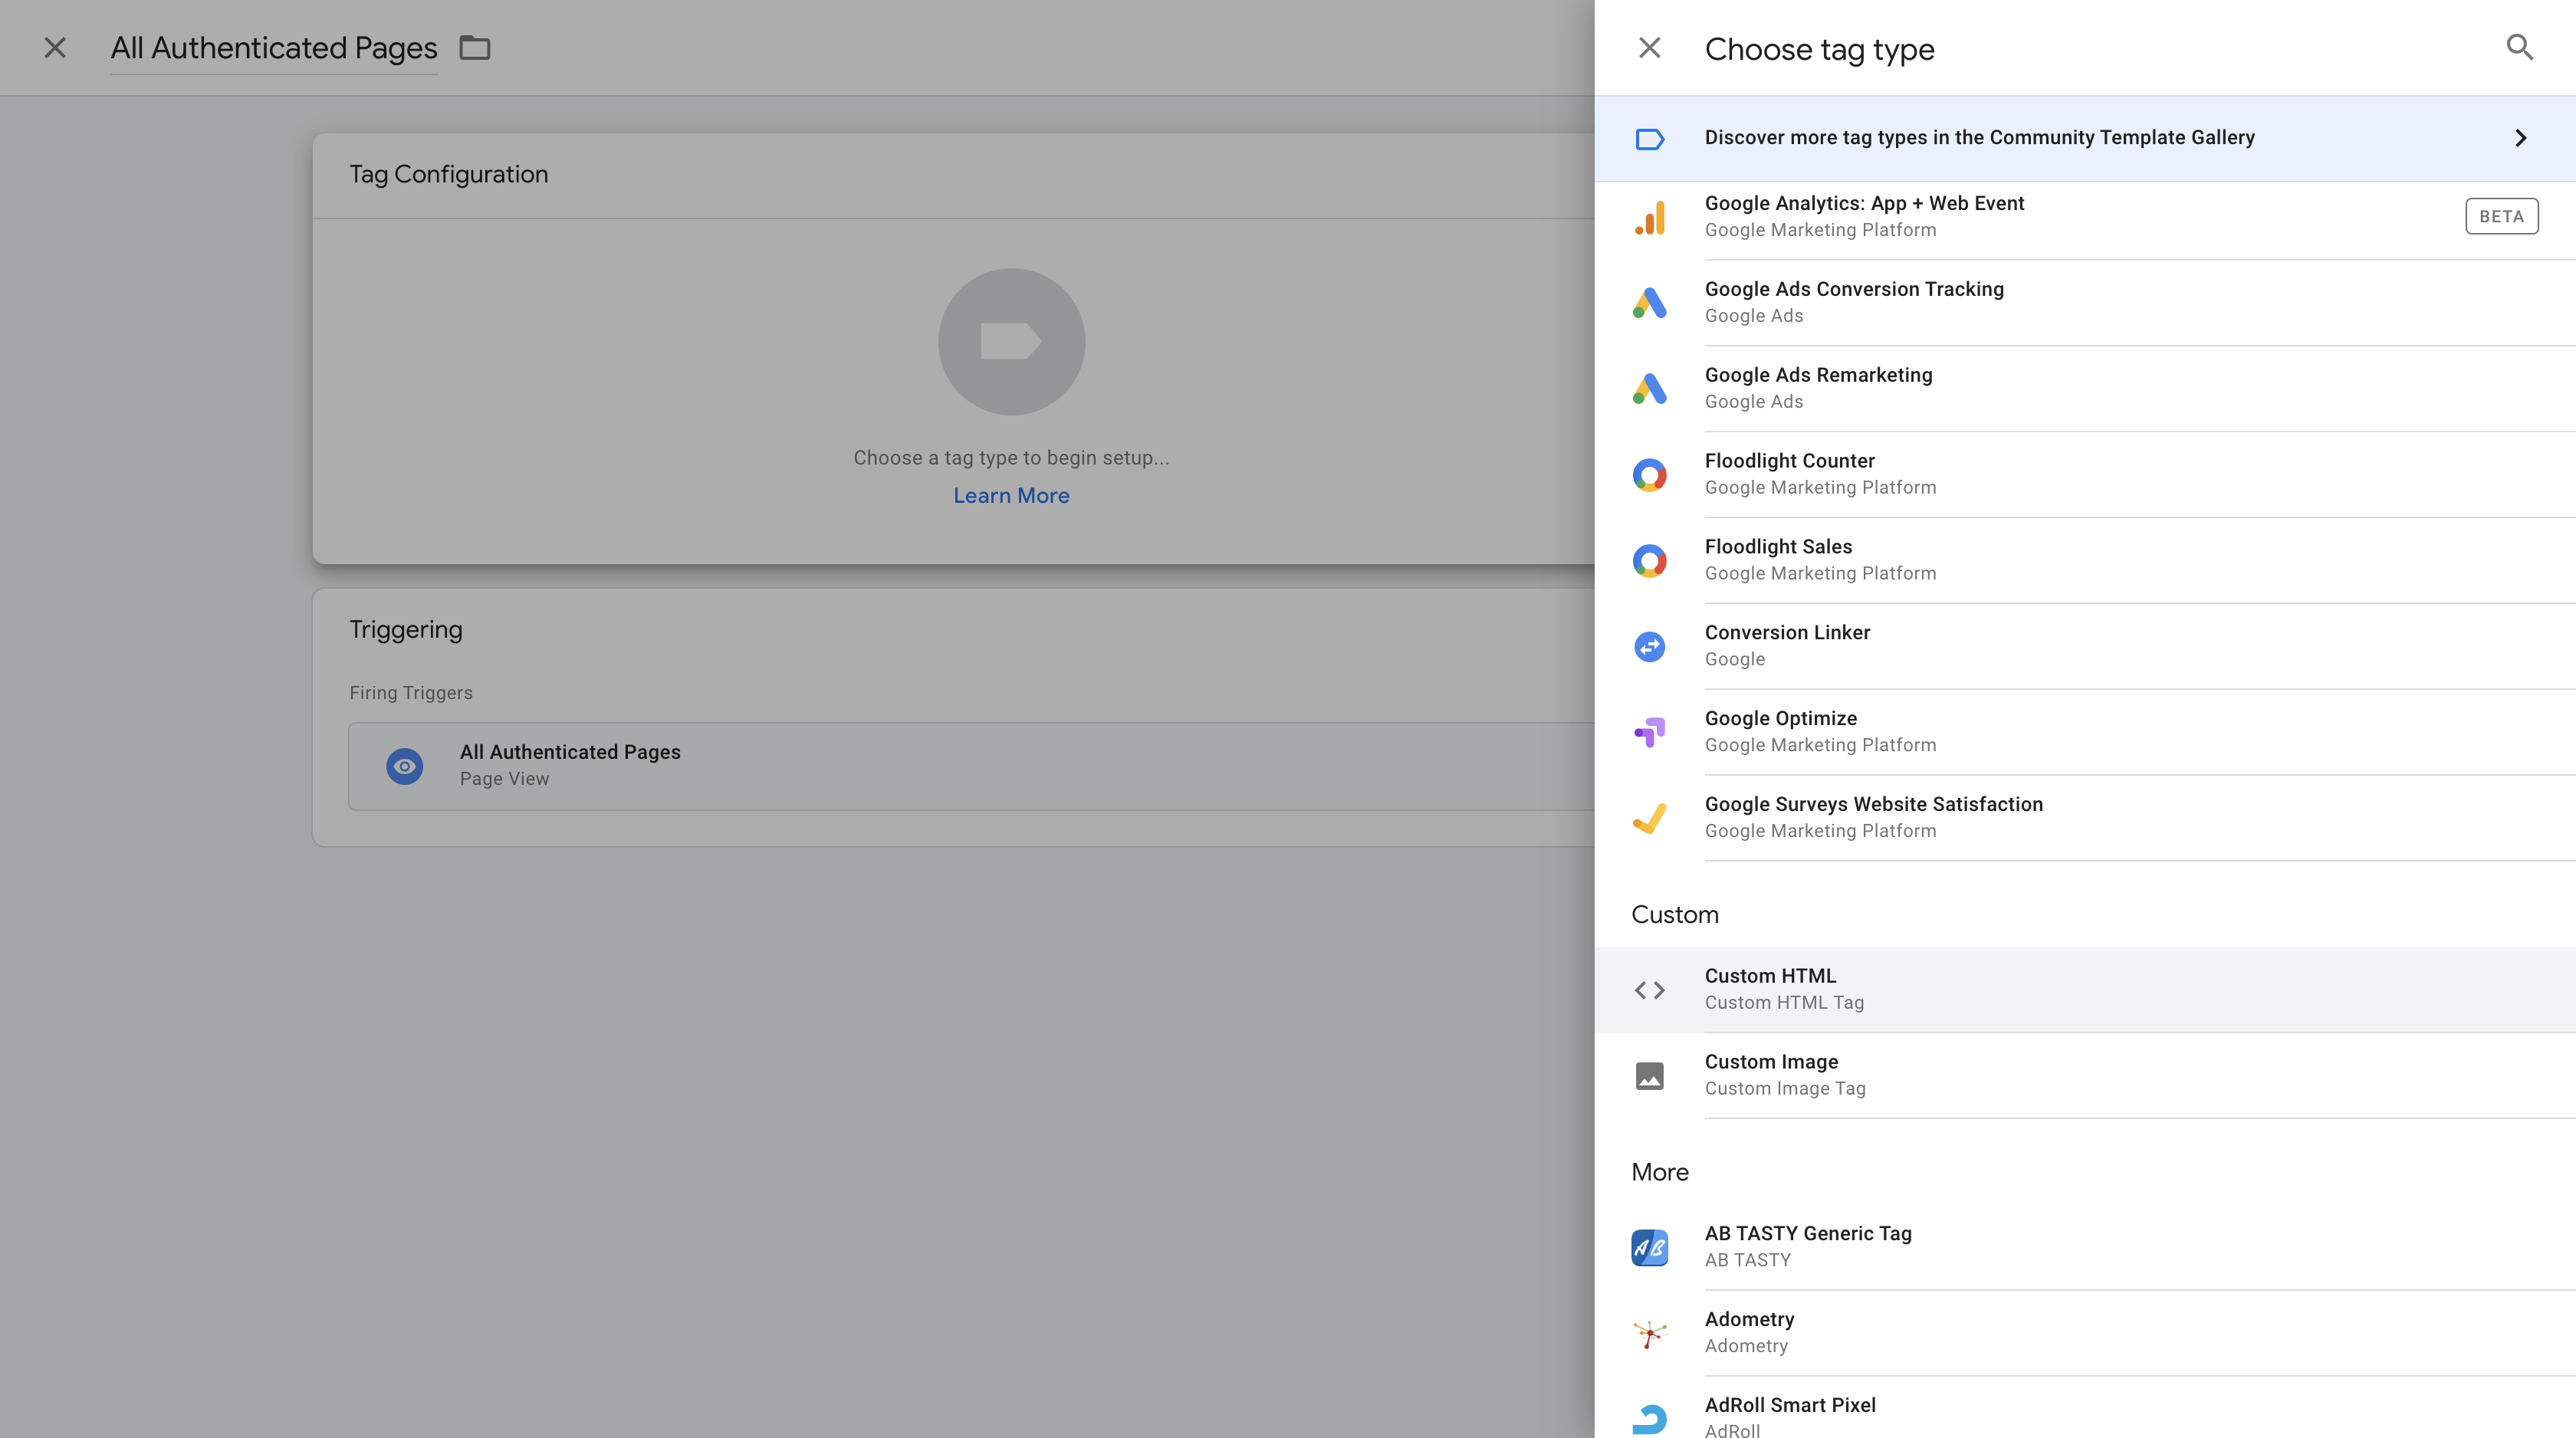 All Authenticated Pages
Tag Configuration
Choose a tag type to begin setup...
Learn More
Triggering
Firing Triggers
All Authenticated Pages
Page View
Choose tag type
Discover more tag types in the Community Template Gallery
Google Analytics: App + Web Event
Google Marketing Platform
BETA
Google Ads Conversion Tracking
Google Ads
Google Ads Remarketing
Google Ads
Floodlight Counter
Google Marketing Platform
Floodlight Sales
Google Marketing Platform
Conversion Linker
Google
Google Optimize
Google Marketing Platform
Google Surveys Website Satisfaction
Google Marketing Platform
Custom
Custom HTML
Custom HTML Tag
Custom Image
Custom Image Tag
More
AB
AB TASTY Generic Tag
AB TASTY
Adometry
Adometry
AdRoll Smart Pixel
AdRoll